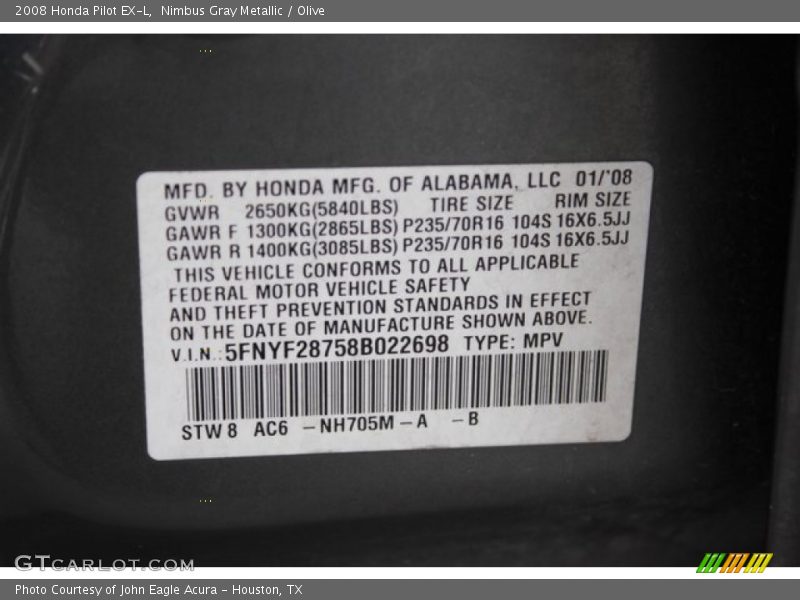 2008 Honda Pilot EX-L, Nimbus Gray Metallic / Olive
MFD. BY HONDA MFG. OF ALABAMA, LLC 01/'08
GVWR 2650KG(5840LBS) TIRE SIZE RIM SIZE
GAWR F 1300KG(2865LBS) P235/70R16 104S 16X6.5JJ
GAWR R 1400KG(3085LBS) P235/70R16 104S 16X6.5JJ
THIS VEHICLE CONFORMS TO ALL APPLICABLE
FEDERAL MOTOR VEHICLE SAFETY
AND THEFT PREVENTION STANDARDS IN EFFECT
ON THE DATE OF MANUFACTURE SHOWN ABOVE.
V.I.N.: 5FNYF28758B022698 TYPE: MPV
STW 8 AC6 – NH705M – A – B
GTCARLOT.COM
Photo Courtesy of John Eagle Acura - Houston, TX